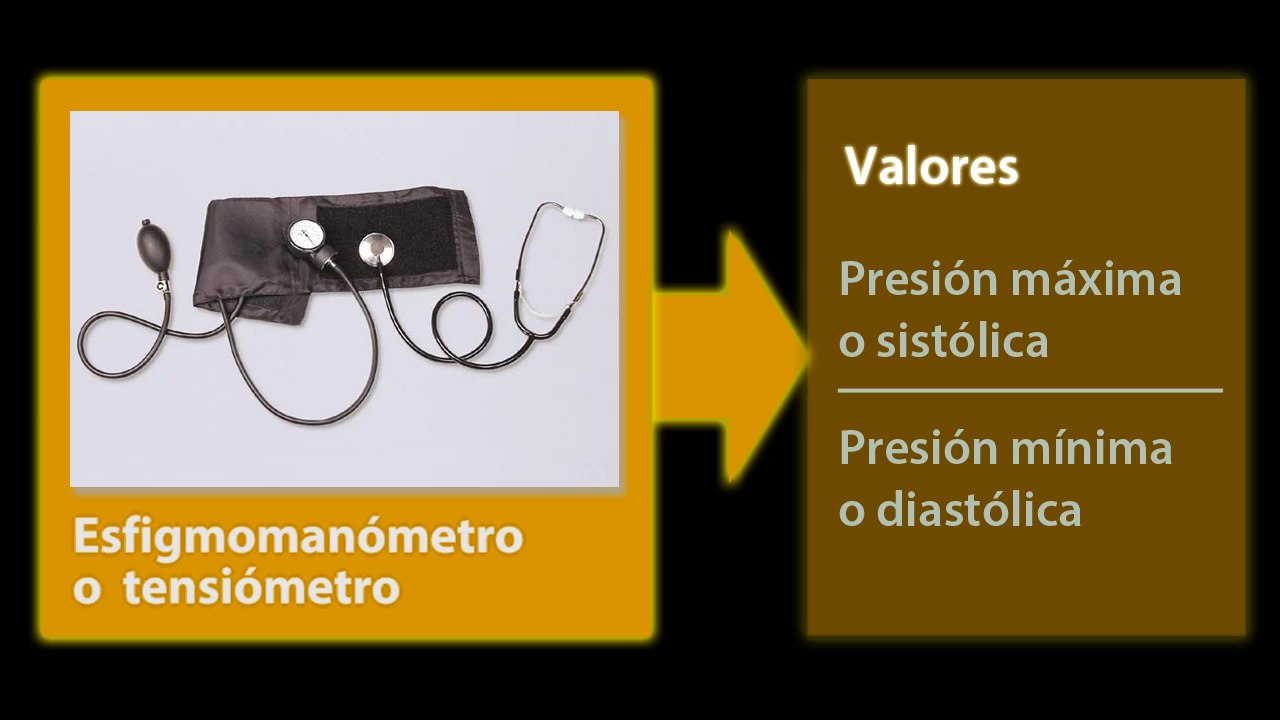 Esfigmomanómetro
o tensiómetro
Valores
Presión máxima
o sistólica
Presión mínima
o diastólica